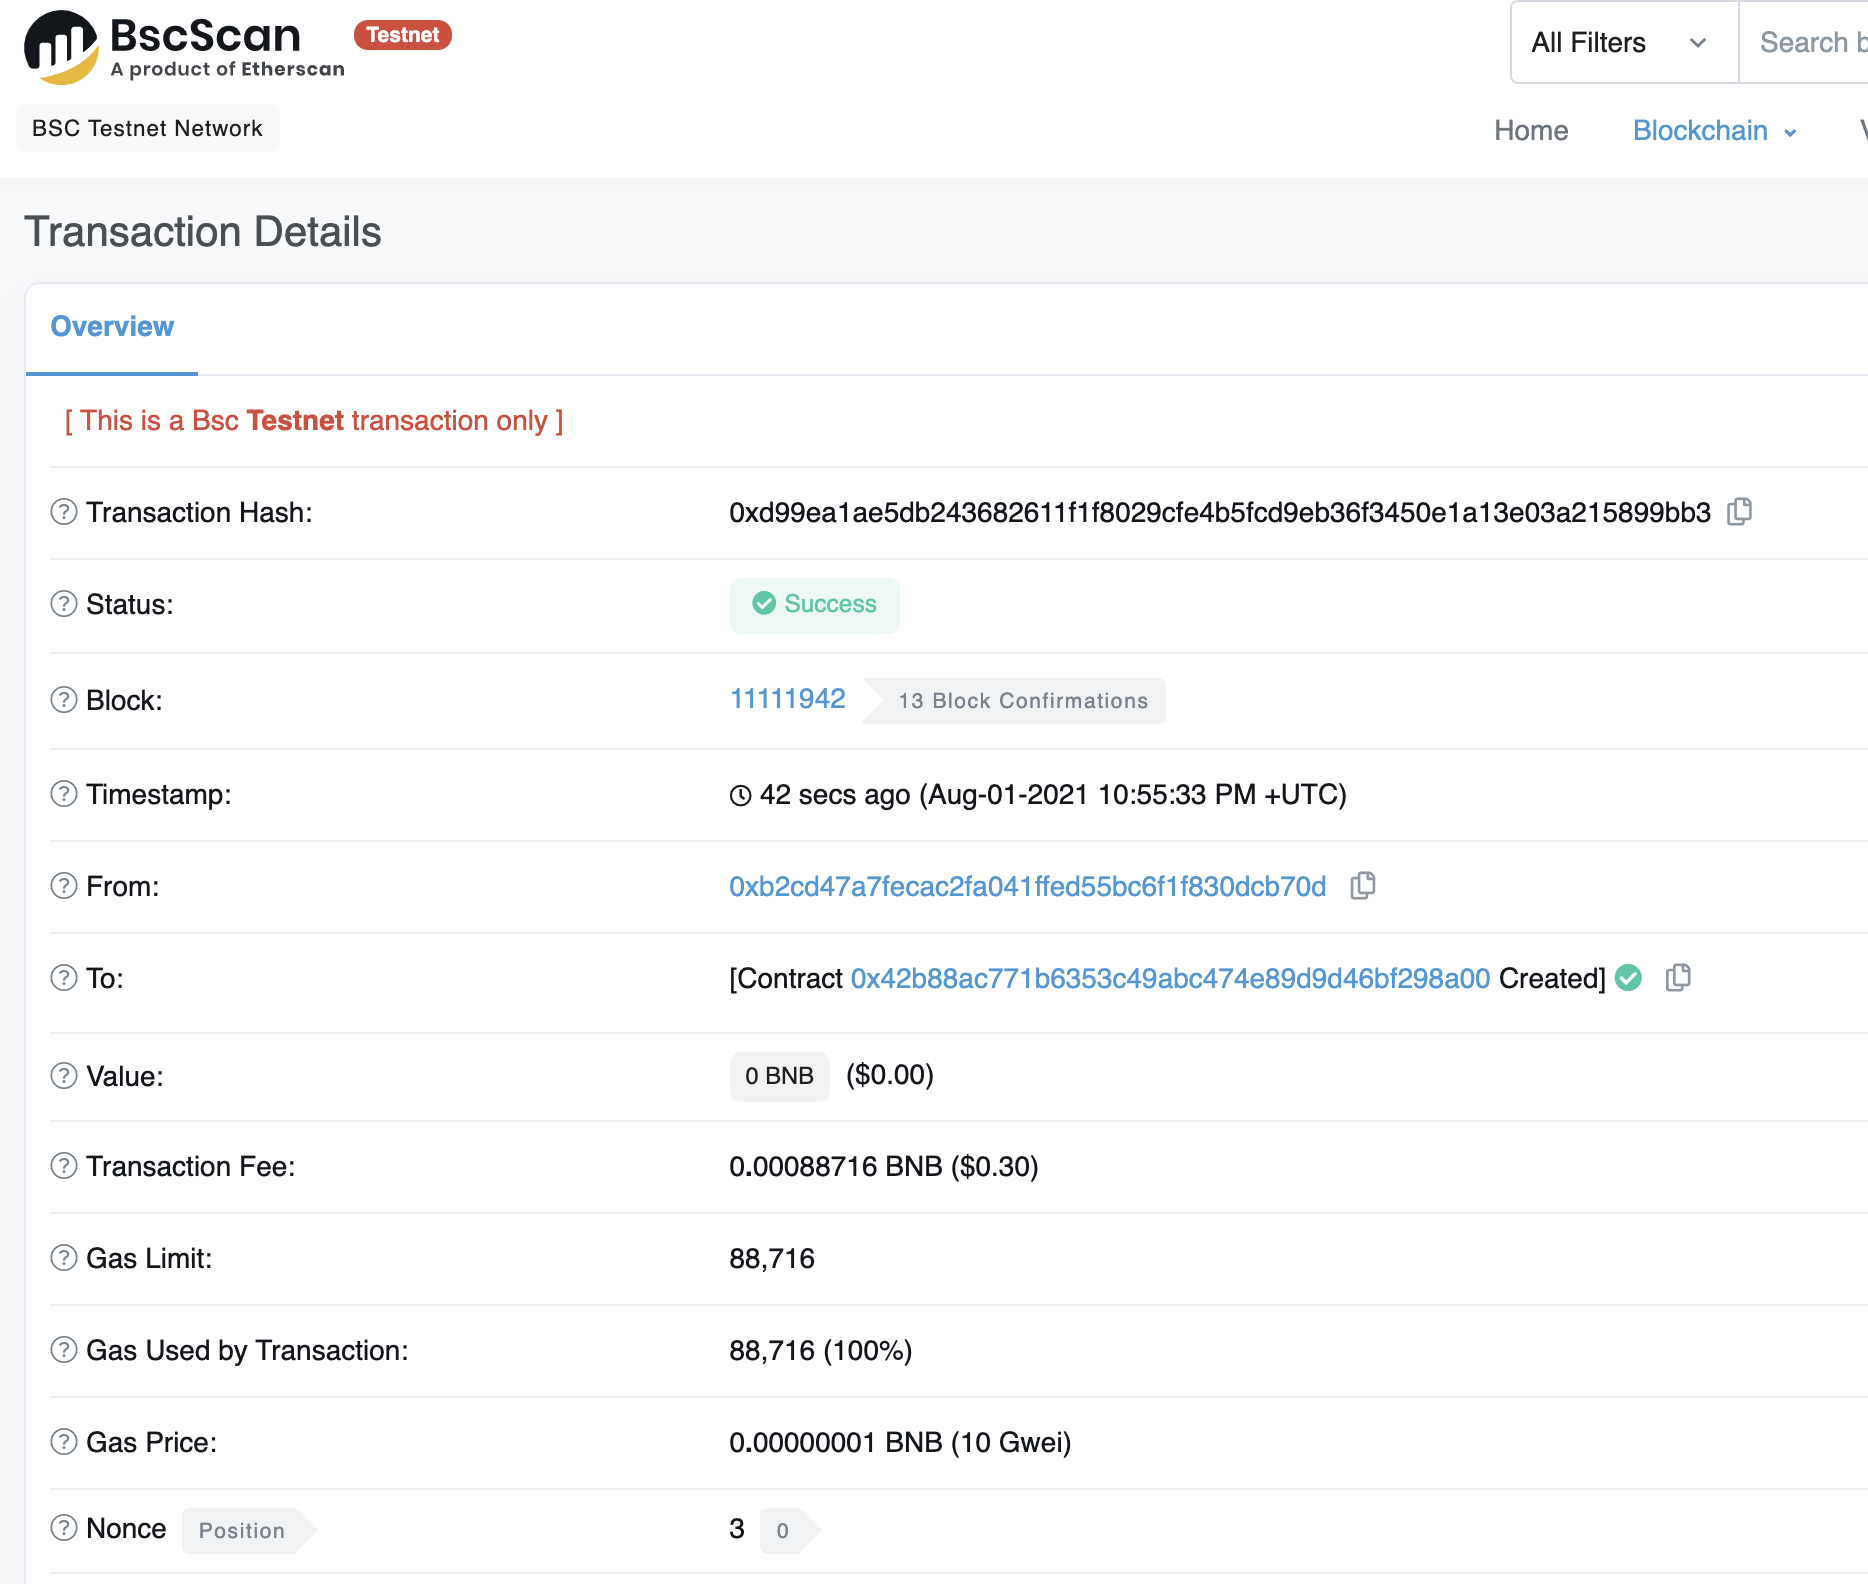 BscScan Testnet
A product of Etherscan
All Filters
Search b
BSC Testnet Network
Home Blockchain
Transaction Details
Overview
[ This is a Bsc Testnet transaction only ]
Transaction Hash: 0xd99ea1ae5db243682611f1f8029cfe4b5fcd9eb36f3450e1a13e03a215899bb3
Status: Success
Block: 11111942 13 Block Confirmations
Timestamp: 42 secs ago (Aug-01-2021 10:55:33 PM +UTC)
From: 0xb2cd47a7fecac2fa041ffed55bc6f1f830dcb70d
To: [Contract 0x42b88ac771b6353c49abc474e89d9d46bf298a00 Created]
Value: 0 BNB ($0.00)
Transaction Fee: 0.00088716 BNB ($0.30)
Gas Limit: 88,716
Gas Used by Transaction: 88,716 (100%)
Gas Price: 0.00000001 BNB (10 Gwei)
Nonce Position 3 0